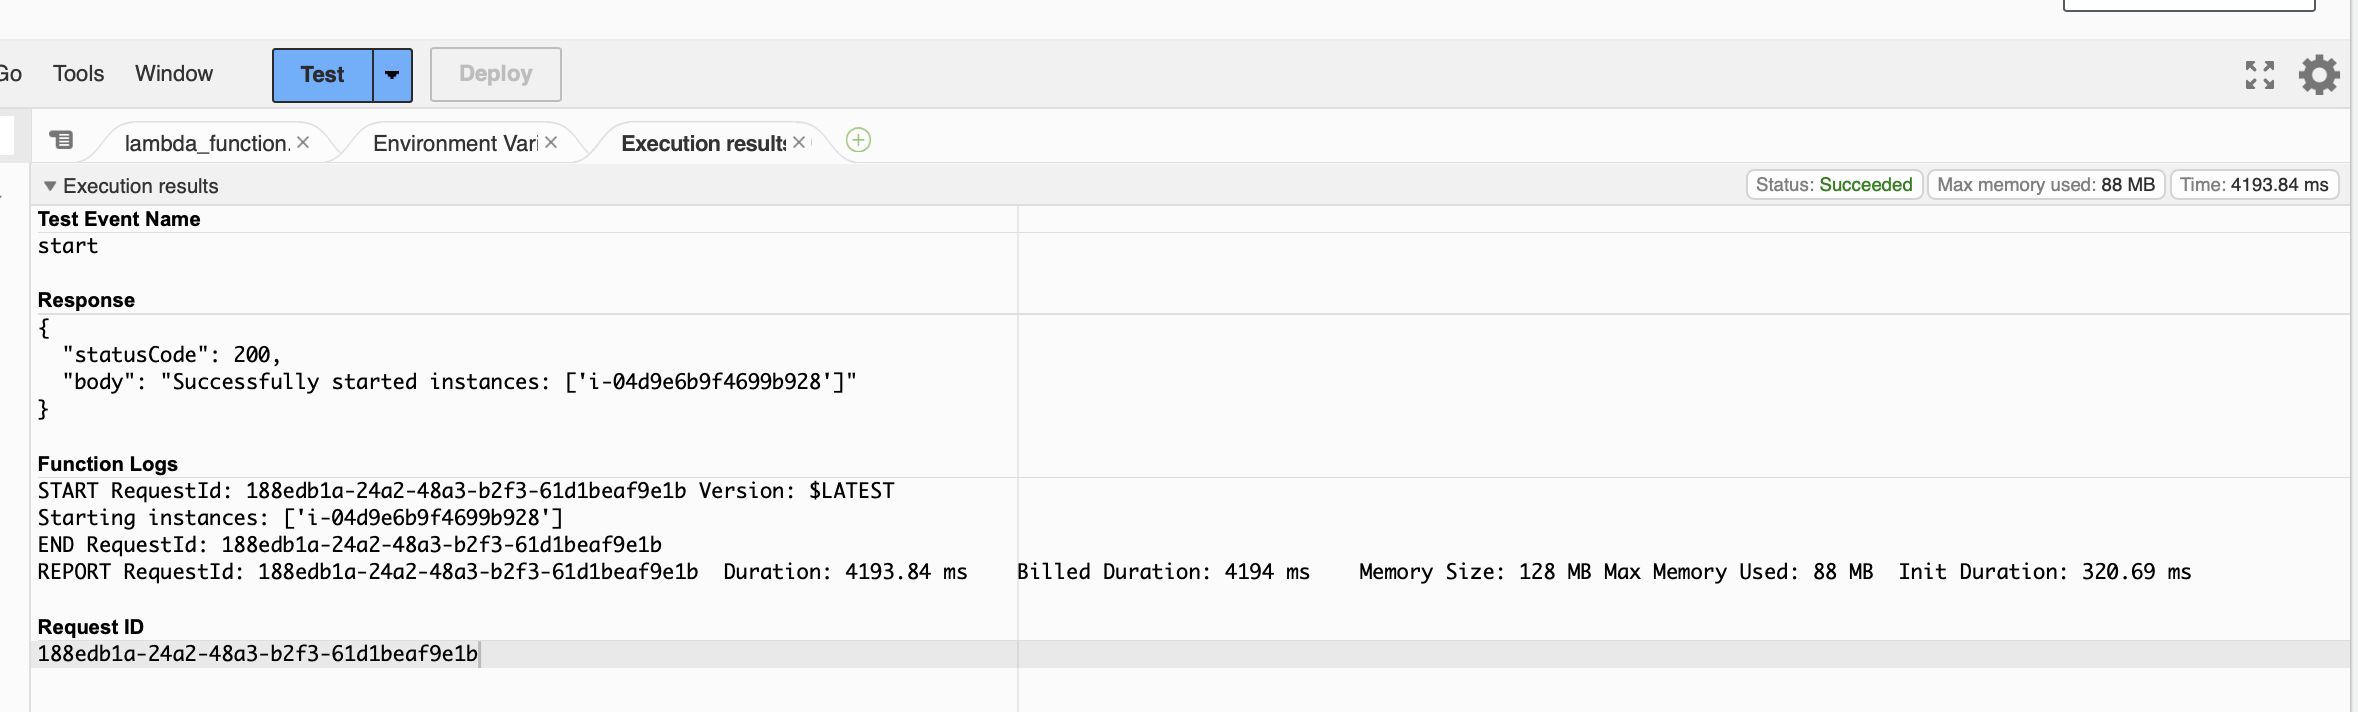 Go Tools Window Test Deploy
lambda_function. Environment Vari Execution results
Execution results Status: Succeeded Max memory used: 88 MB Time: 4193.84 ms
Test Event Name
start
Response
{
"statusCode": 200,
"body": "Successfully started instances: ['i-04d9e6b9f4699b928']"
}
Function Logs
START RequestId: 188edb1a-24a2-48a3-b2f3-61d1beaf9e1b Version: $LATEST
Starting instances: ['i-04d9e6b9f4699b928']
END RequestId: 188edb1a-24a2-48a3-b2f3-61d1beaf9e1b
REPORT RequestId: 188edb1a-24a2-48a3-b2f3-61d1beaf9e1b Duration: 4193.84 ms Billed Duration: 4194 ms Memory Size: 128 MB Max Memory Used: 88 MB Init Duration: 320.69 ms
Request ID
188edb1a-24a2-48a3-b2f3-61d1beaf9e1b